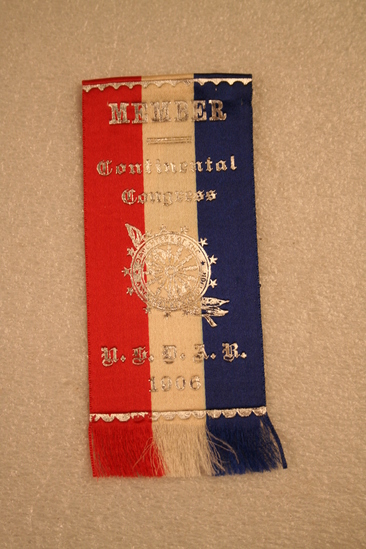 MEMBER
Continental
Congress
N. S. D. A. R.
1906